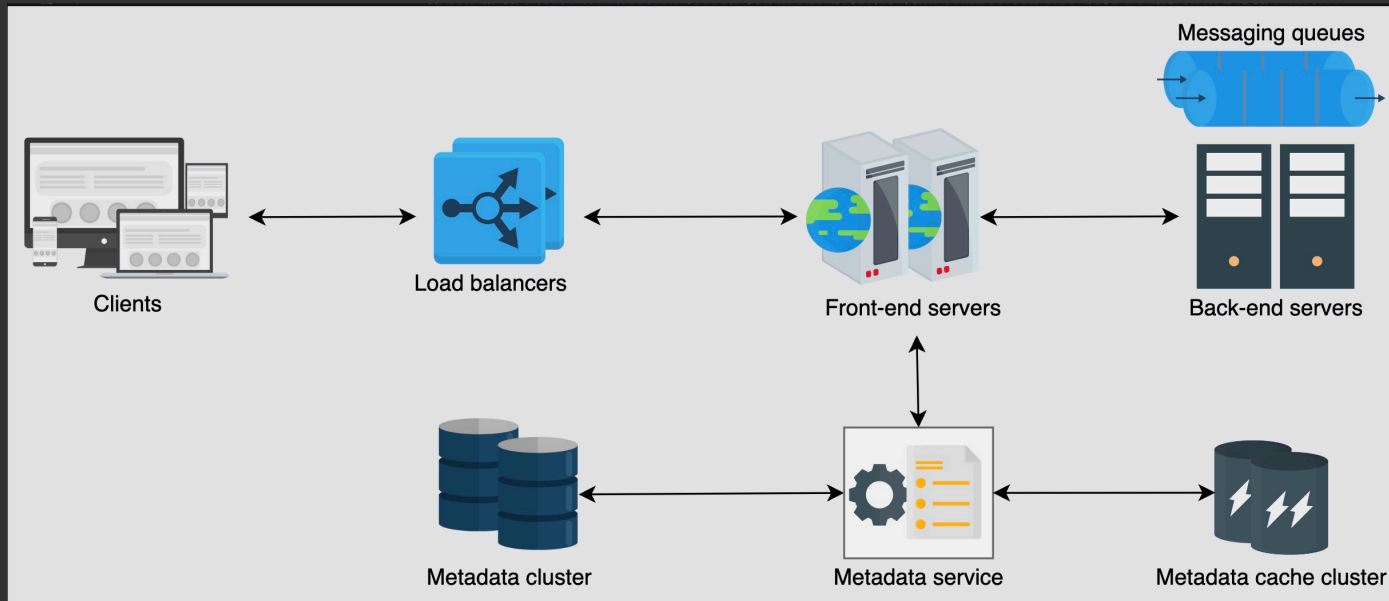 Messaging queues
Clients
Load balancers
Front-end servers
Back-end servers
Metadata cluster
Metadata service
Metadata cache cluster